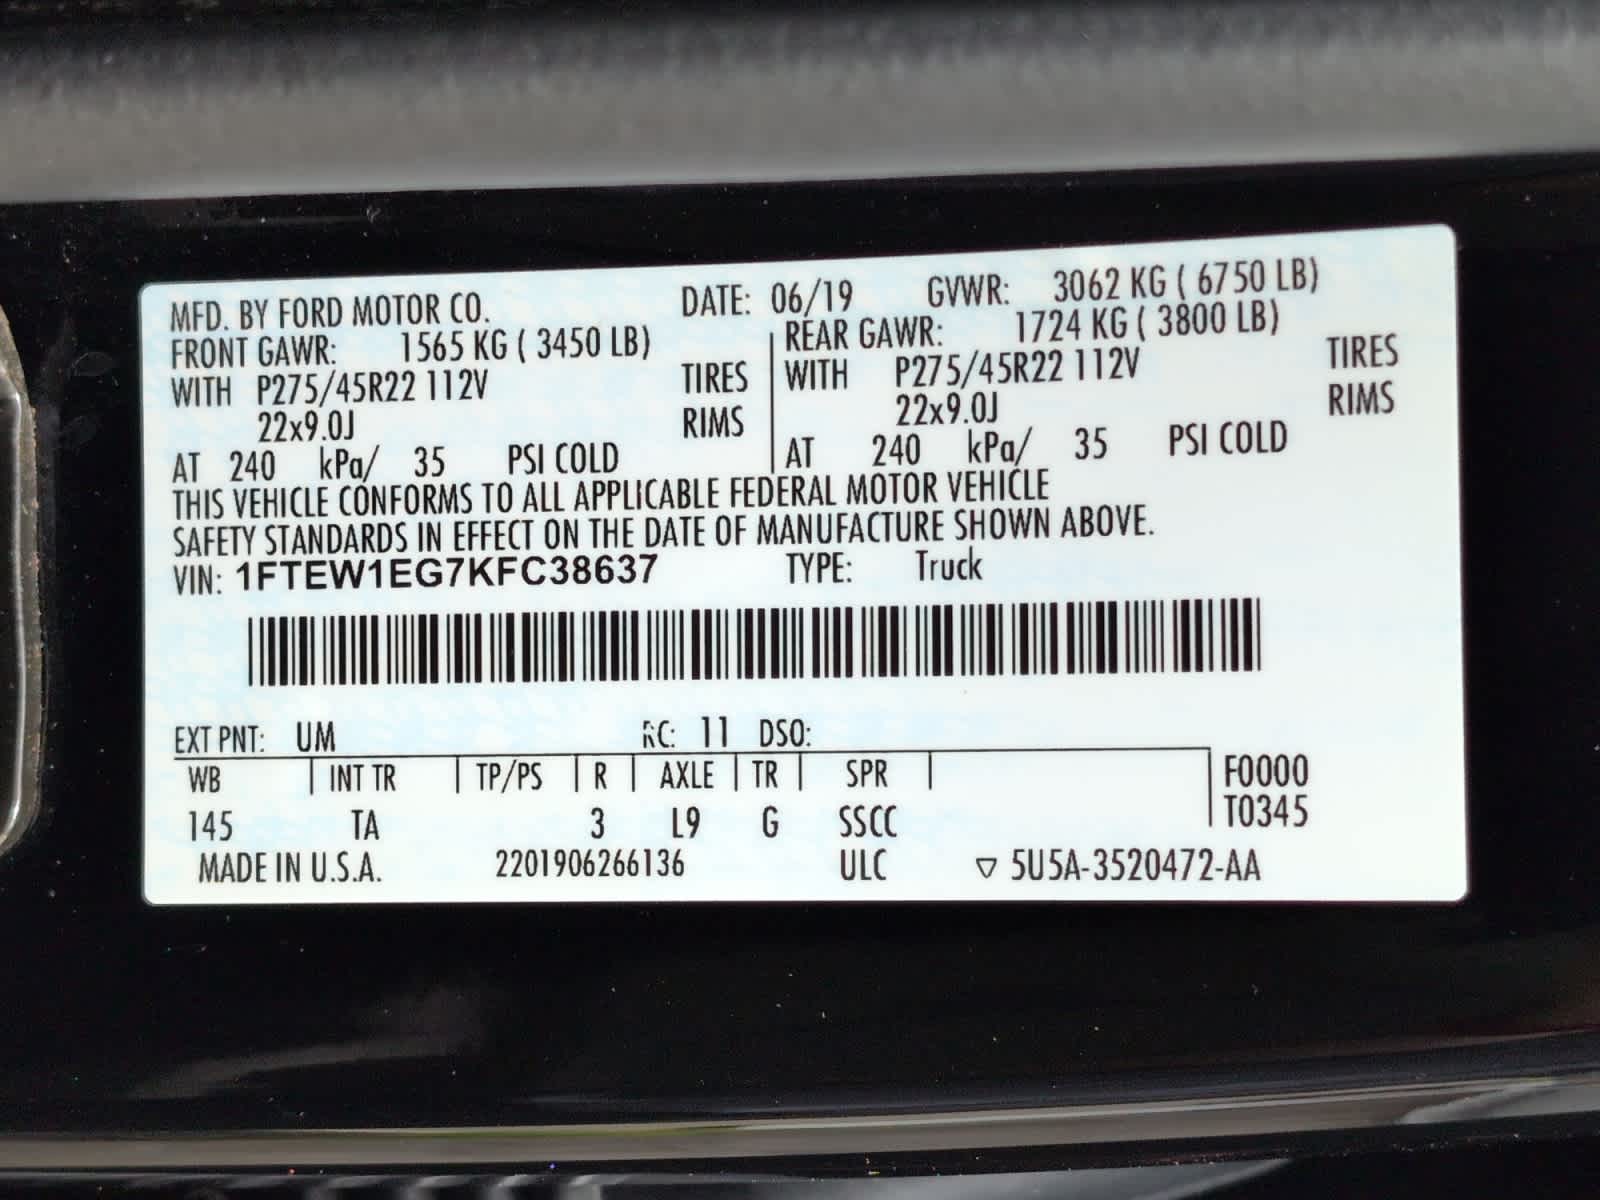 MFD. BY FORD MOTOR CO. DATE: 06/19 GVWR: 3062 KG ( 6750 LB)
FRONT GAWR: 1565 KG ( 3450 LB) REAR GAWR: 1724 KG ( 3800 LB)
WITH P275/45R22 112V TIRES WITH P275/45R22 112V TIRES
22x9.0J RIMS 22x9.0J RIMS
AT 240 kPa/ 35 PSI COLD AT 240 kPa/ 35 PSI COLD
THIS VEHICLE CONFORMS TO ALL APPLICABLE FEDERAL MOTOR VEHICLE
SAFETY STANDARDS IN EFFECT ON THE DATE OF MANUFACTURE SHOWN ABOVE.
VIN: 1FTEW1EG7KFC38637 TYPE: Truck
EXT PNT: UM RC: 11 DSO:
WB INT TR TP/PS R AXLE TR SPR F0000
145 TA 3 L9 G SSCC T0345
MADE IN U.S.A. 2201906266136 ULC ▽ 5U5A-3520472-AA